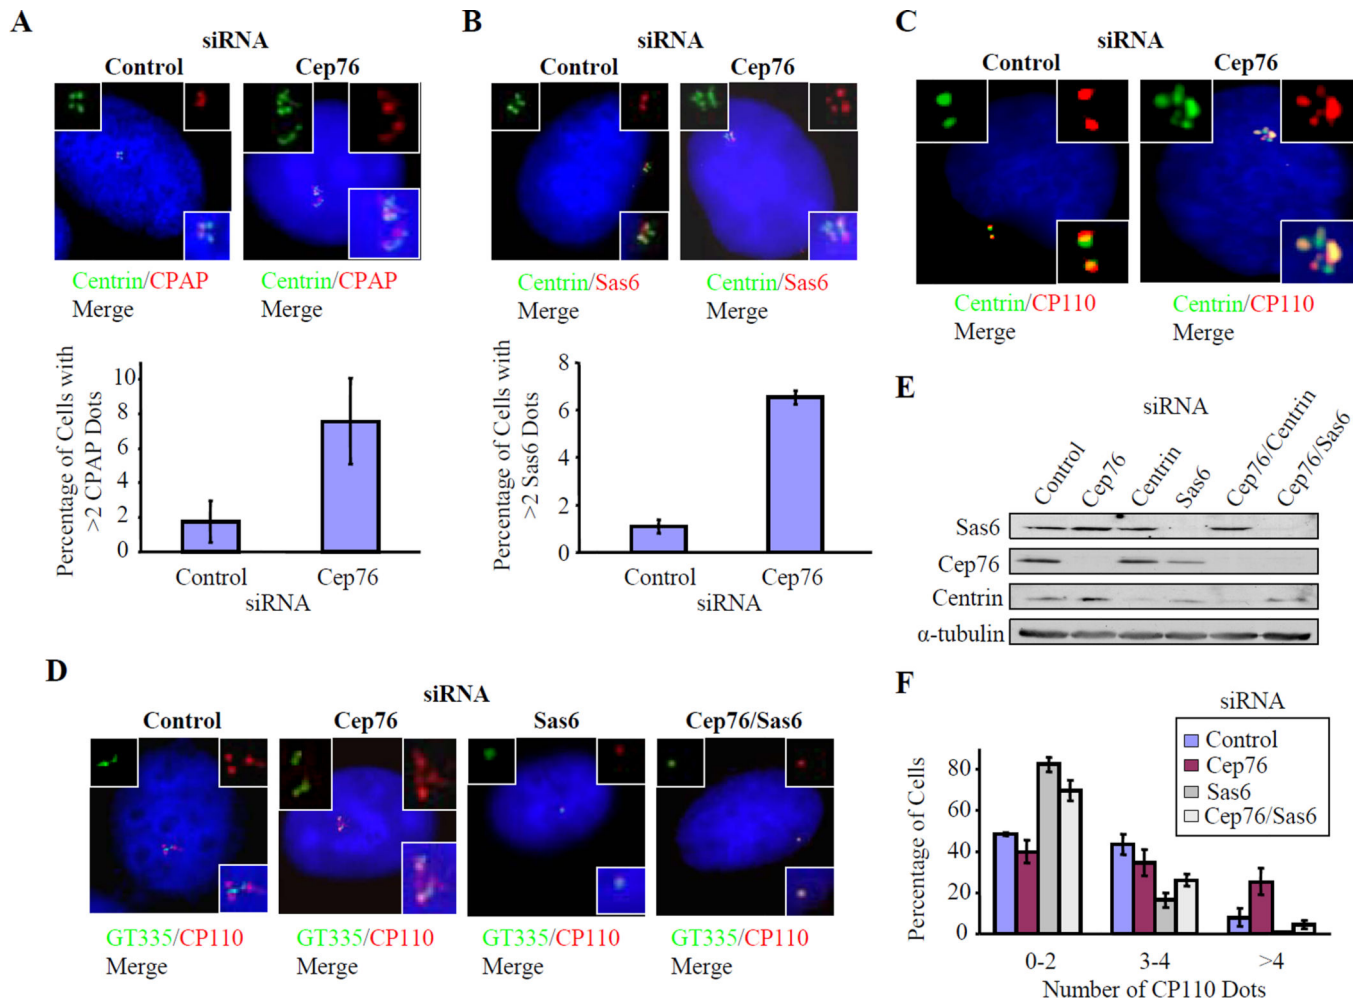 A
siRNA
Control
Cep76
Centrin/CPAP
Merge
Centrin/CPAP
Merge
Percentage of Cells with
>2 CPAP Dots
10
8
6
4
2
0
Control
Cep76
siRNA
B
siRNA
Control
Cep76
Centrin/Sas6
Merge
Centrin/Sas6
Merge
Percentage of Cells with
>2 Sas6 Dots
8
6
4
2
0
Control
Cep76
siRNA
C
siRNA
Control
Cep76
Centrin/CP110
Merge
Centrin/CP110
Merge
D
siRNA
Control
Cep76
Sas6
Cep76/Sas6
GT335/CP110
Merge
GT335/CP110
Merge
GT335/CP110
Merge
GT335/CP110
Merge
E
siRNA
Control
Cep76
Centrin
Sas6
Cep76/Centrin
Cep76/Sas6
Sas6
Cep76
Centrin
α-tubulin
F
siRNA
Control
Cep76
Sas6
Cep76/Sas6
Percentage of Cells
80
60
40
20
0
0-2
3-4
>4
Number of CP110 Dots